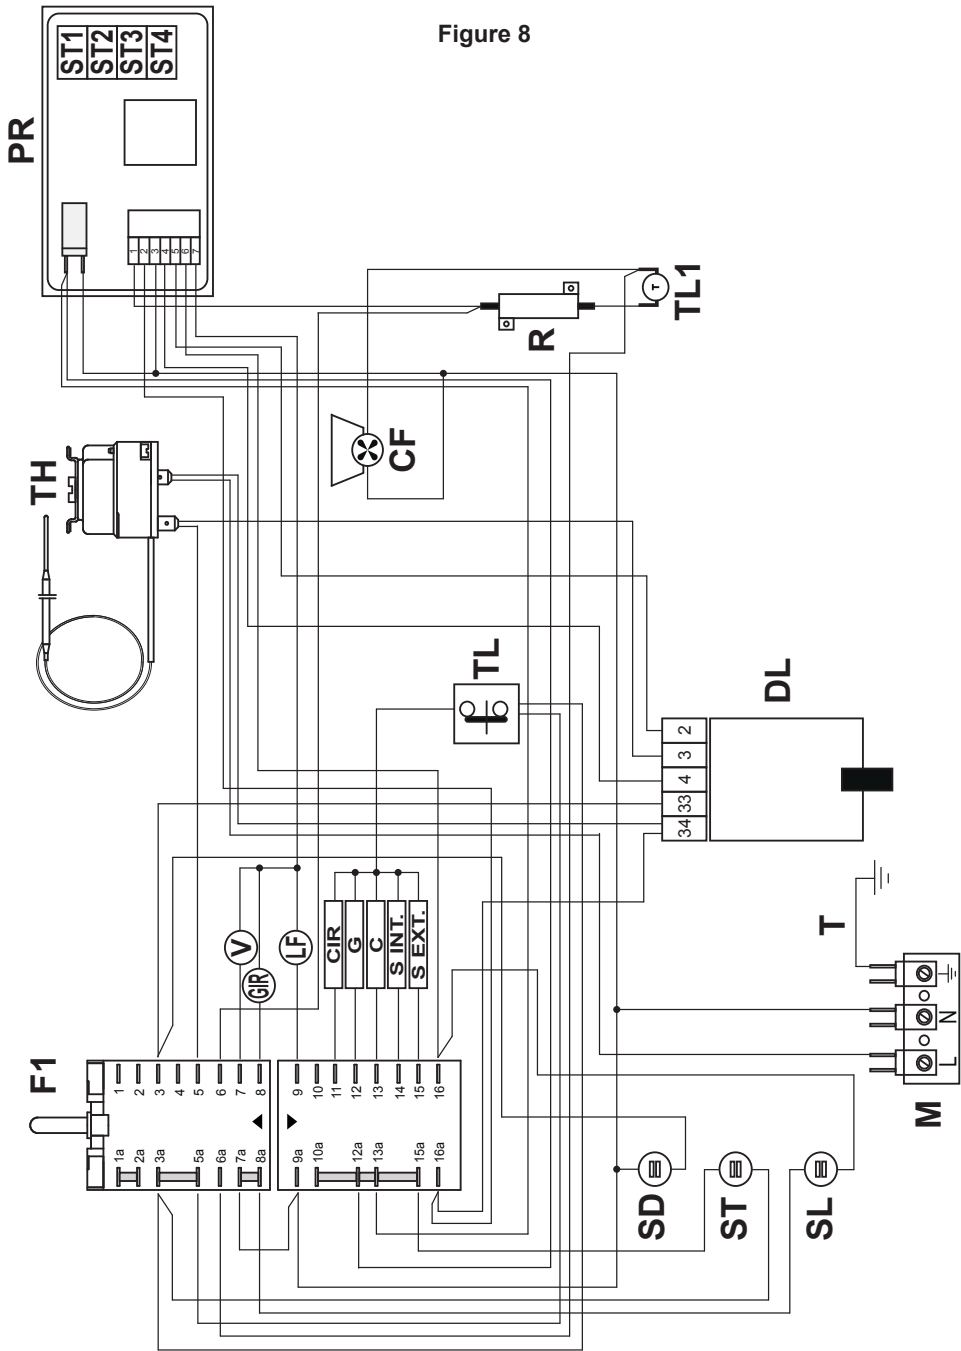 Figure 8
PR
ST1
ST2
ST3
ST4
1
2
3
4
5
6
7
TH
CF
R
T
TL1
TL
DL
2
3
4
33
34
T
M
L
N
F1
1
2
3
4
5
6
7
8
9
10
11
12
13
14
15
16
1a
2a
3a
5a
6a
7a
8a
9a
10a
12a
13a
15a
16a
V
GIR
LF
CIR
G
C
S INT.
S EXT.
SD
ST
SL